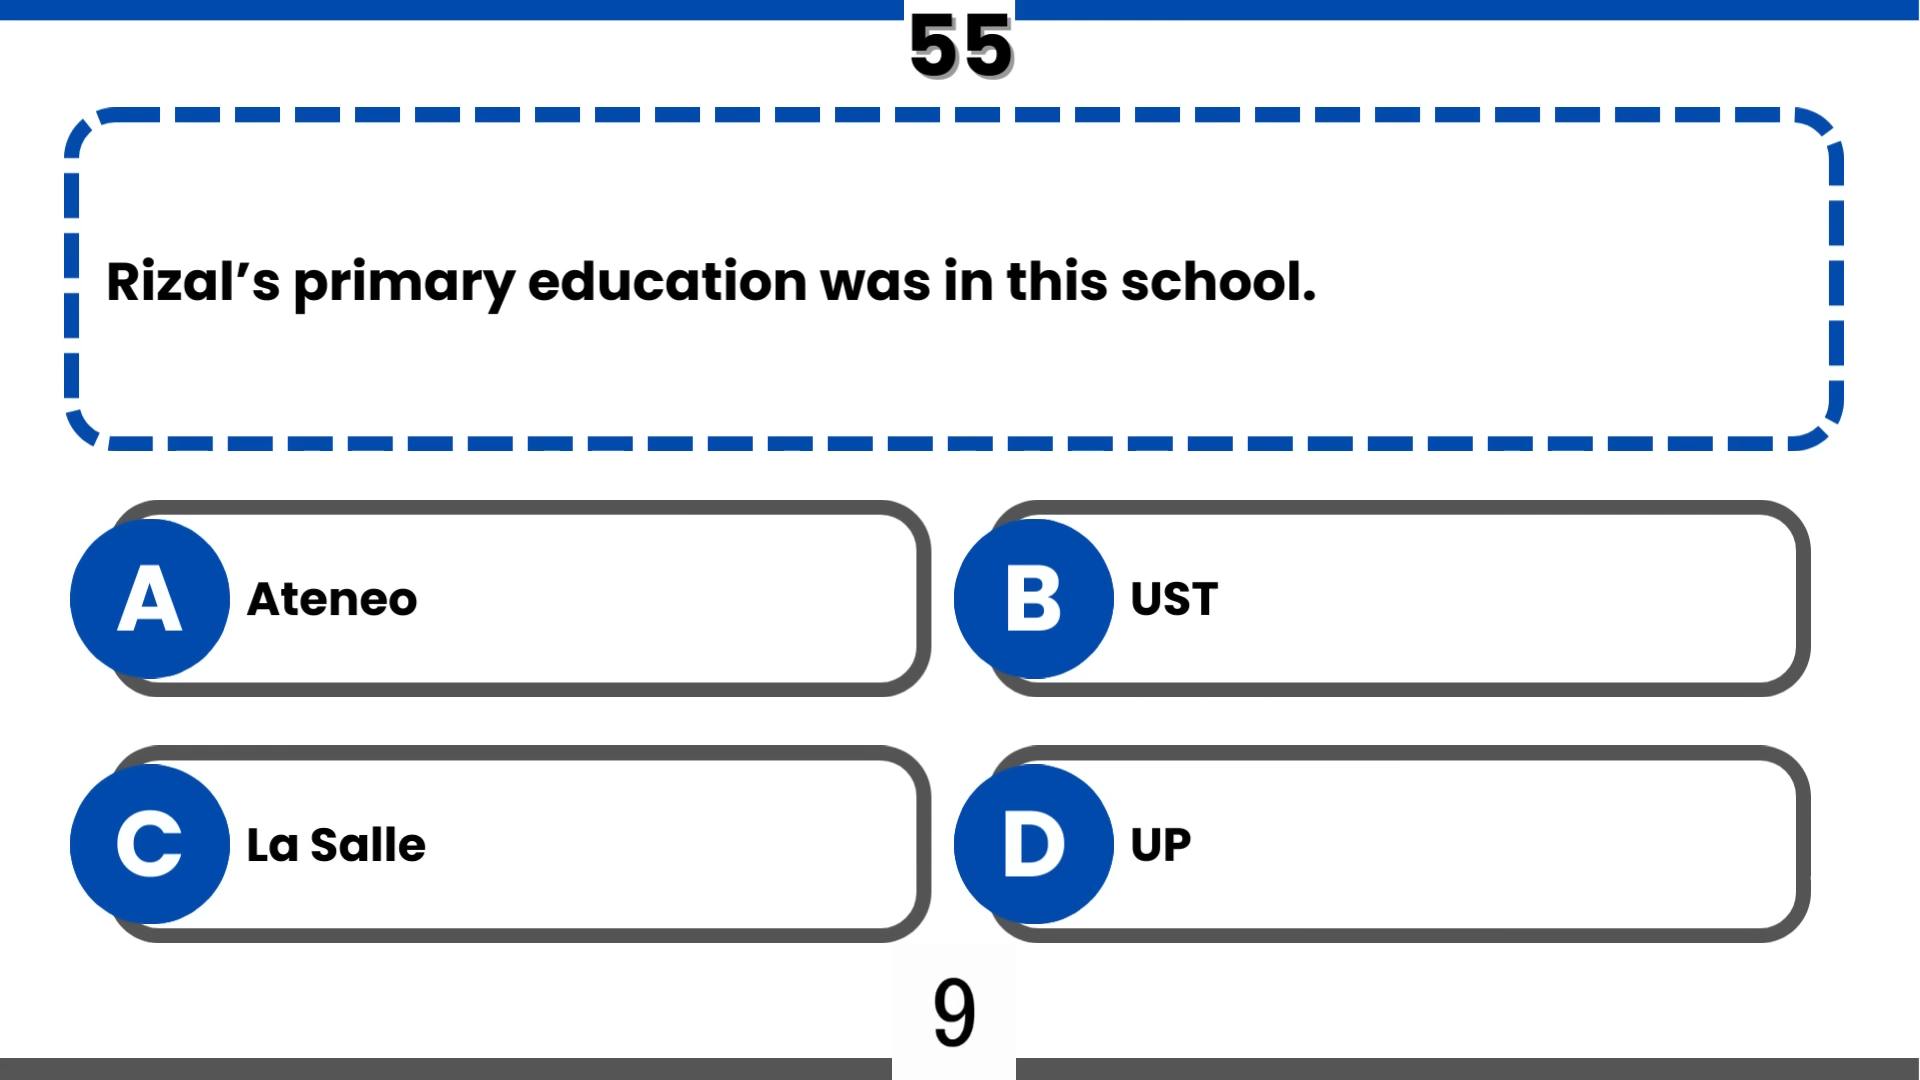 55
Rizal’s primary education was in this school.
A Ateneo
B UST
C La Salle
D UP
9